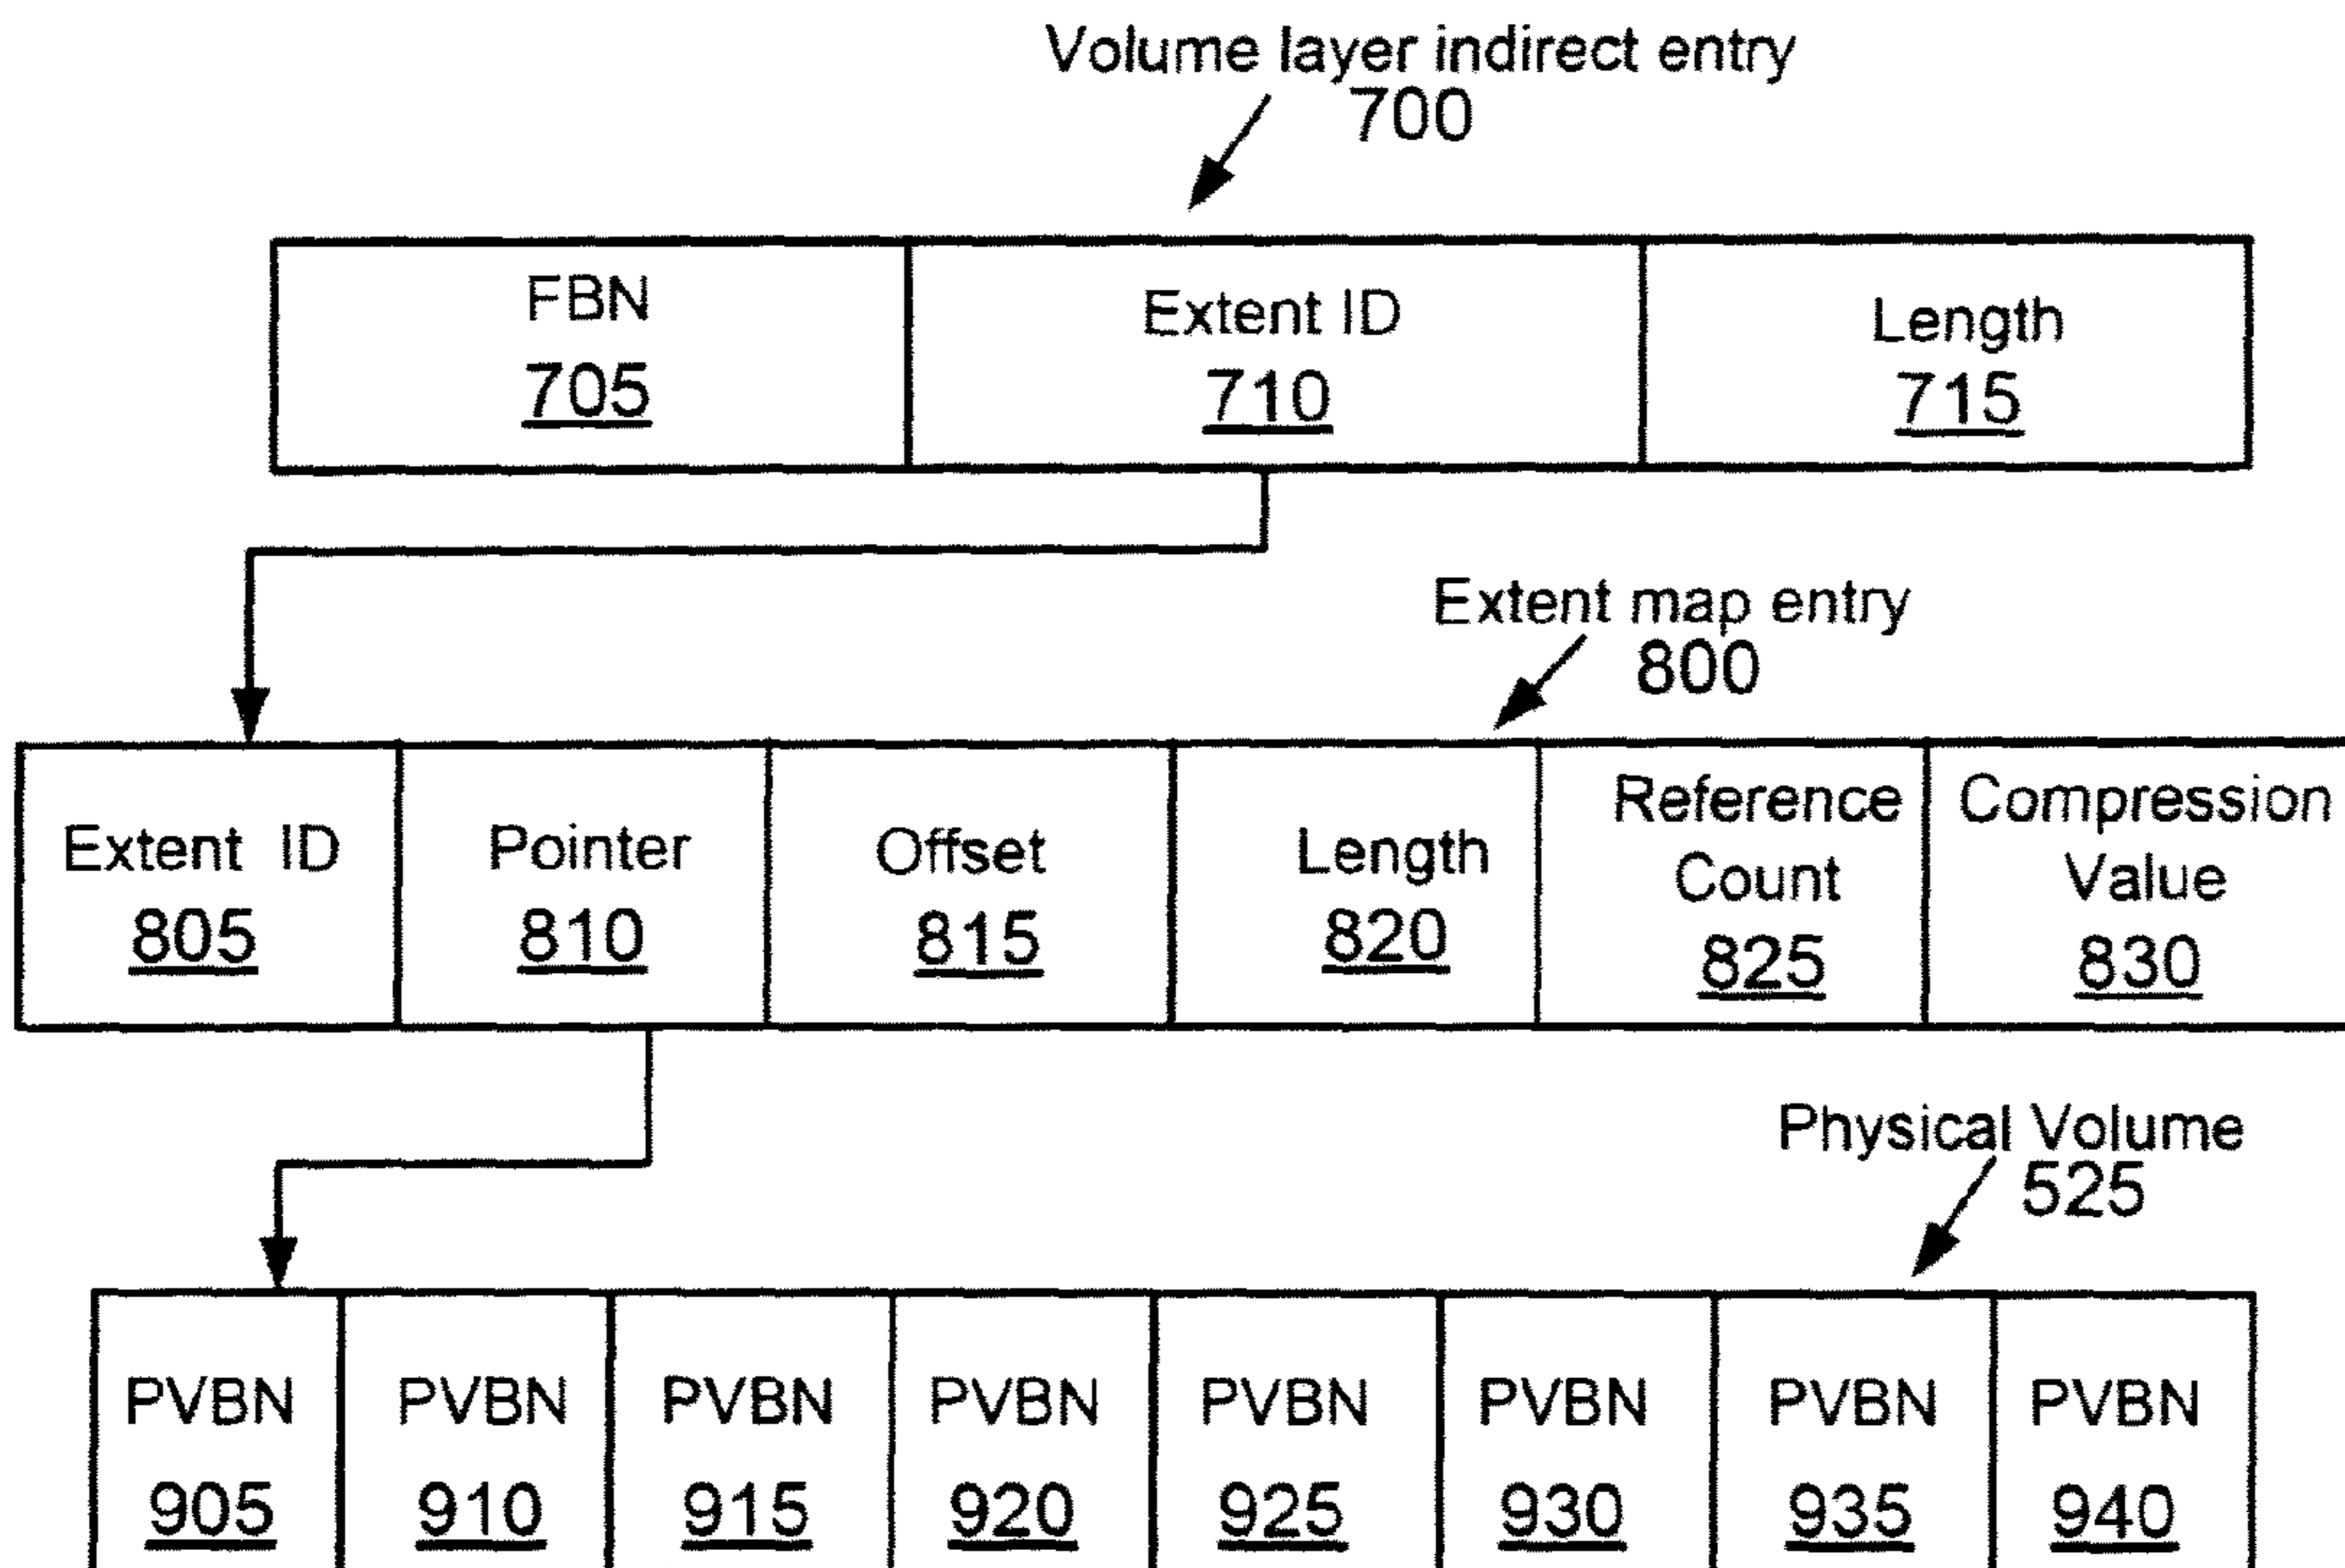 Volume layer indirect entry
700
FBN Extent ID Length
705 710 715
Extent map entry
800
Extent ID Pointer Offset Length Reference Count Compression Value
805 810 815 820 825 830
Physical Volume
525
PVBN PVBN PVBN PVBN PVBN PVBN PVBN PVBN
905 910 915 920 925 930 935 940